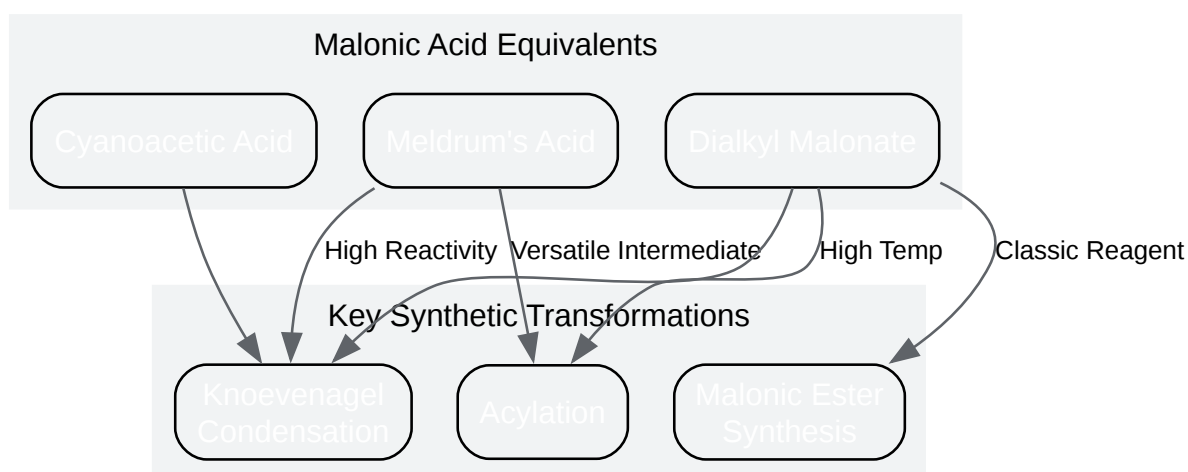 Malonic Acid Equivalents
Cyanoacetic Acid
Meldrum's Acid
Dialkyl Malonate
High Reactivity
Versatile Intermediate
High Temp
Classic Reagent
Key Synthetic Transformations
Knoevenagel
Condensation
Acylation
Malonic Ester
Synthesis